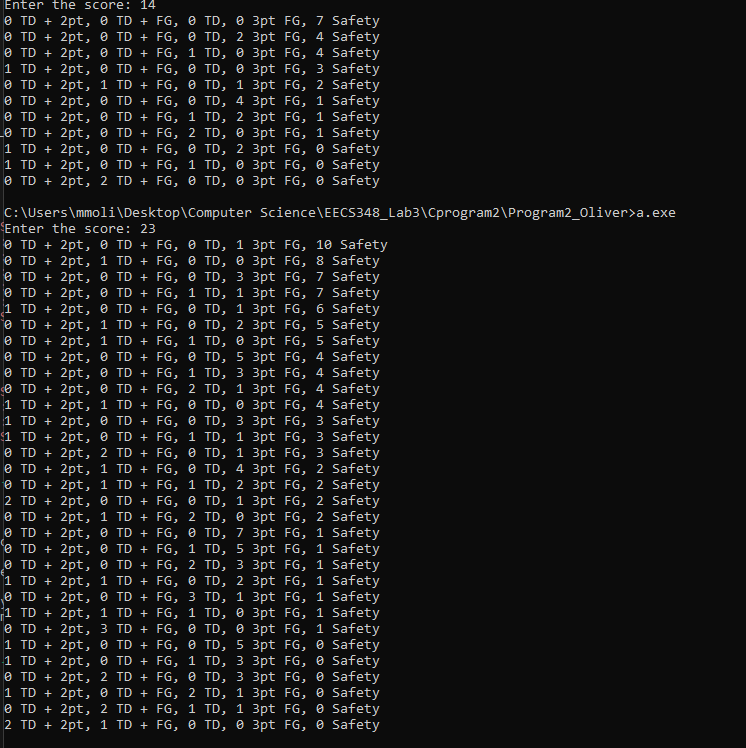 Enter the score: 14
0 TD + 2pt, 0 TD + FG, 0 TD, 0 3pt FG, 7 Safety
0 TD + 2pt, 0 TD + FG, 0 TD, 2 3pt FG, 4 Safety
0 TD + 2pt, 0 TD + FG, 1 TD, 0 3pt FG, 4 Safety
1 TD + 2pt, 0 TD + FG, 0 TD, 0 3pt FG, 3 Safety
0 TD + 2pt, 1 TD + FG, 0 TD, 1 3pt FG, 2 Safety
0 TD + 2pt, 0 TD + FG, 0 TD, 4 3pt FG, 1 Safety
0 TD + 2pt, 0 TD + FG, 1 TD, 2 3pt FG, 1 Safety
0 TD + 2pt, 0 TD + FG, 2 TD, 0 3pt FG, 1 Safety
1 TD + 2pt, 0 TD + FG, 0 TD, 2 3pt FG, 0 Safety
1 TD + 2pt, 0 TD + FG, 1 TD, 0 3pt FG, 0 Safety
0 TD + 2pt, 2 TD + FG, 0 TD, 0 3pt FG, 0 Safety
C:\Users\mmoli\Desktop\Computer Science\EECS348_Lab3\Cprogram2\Program2_Oliver>a.exe
Enter the score: 23
0 TD + 2pt, 0 TD + FG, 0 TD, 1 3pt FG, 10 Safety
0 TD + 2pt, 1 TD + FG, 0 TD, 0 3pt FG, 8 Safety
0 TD + 2pt, 0 TD + FG, 0 TD, 3 3pt FG, 7 Safety
0 TD + 2pt, 0 TD + FG, 1 TD, 1 3pt FG, 7 Safety
1 TD + 2pt, 0 TD + FG, 0 TD, 1 3pt FG, 6 Safety
0 TD + 2pt, 1 TD + FG, 0 TD, 2 3pt FG, 5 Safety
0 TD + 2pt, 1 TD + FG, 1 TD, 0 3pt FG, 5 Safety
0 TD + 2pt, 0 TD + FG, 0 TD, 5 3pt FG, 4 Safety
0 TD + 2pt, 0 TD + FG, 1 TD, 3 3pt FG, 4 Safety
0 TD + 2pt, 0 TD + FG, 2 TD, 1 3pt FG, 4 Safety
1 TD + 2pt, 1 TD + FG, 0 TD, 0 3pt FG, 4 Safety
1 TD + 2pt, 0 TD + FG, 0 TD, 3 3pt FG, 3 Safety
1 TD + 2pt, 0 TD + FG, 1 TD, 1 3pt FG, 3 Safety
0 TD + 2pt, 2 TD + FG, 0 TD, 1 3pt FG, 3 Safety
0 TD + 2pt, 1 TD + FG, 0 TD, 4 3pt FG, 2 Safety
0 TD + 2pt, 1 TD + FG, 1 TD, 2 3pt FG, 2 Safety
2 TD + 2pt, 0 TD + FG, 0 TD, 1 3pt FG, 2 Safety
0 TD + 2pt, 1 TD + FG, 2 TD, 0 3pt FG, 2 Safety
0 TD + 2pt, 0 TD + FG, 0 TD, 7 3pt FG, 1 Safety
0 TD + 2pt, 0 TD + FG, 1 TD, 5 3pt FG, 1 Safety
0 TD + 2pt, 0 TD + FG, 2 TD, 3 3pt FG, 1 Safety
1 TD + 2pt, 1 TD + FG, 0 TD, 2 3pt FG, 1 Safety
0 TD + 2pt, 0 TD + FG, 3 TD, 1 3pt FG, 1 Safety
1 TD + 2pt, 1 TD + FG, 1 TD, 0 3pt FG, 1 Safety
0 TD + 2pt, 3 TD + FG, 0 TD, 0 3pt FG, 1 Safety
1 TD + 2pt, 0 TD + FG, 0 TD, 5 3pt FG, 0 Safety
1 TD + 2pt, 0 TD + FG, 1 TD, 3 3pt FG, 0 Safety
0 TD + 2pt, 2 TD + FG, 0 TD, 3 3pt FG, 0 Safety
1 TD + 2pt, 0 TD + FG, 2 TD, 1 3pt FG, 0 Safety
0 TD + 2pt, 2 TD + FG, 1 TD, 1 3pt FG, 0 Safety
2 TD + 2pt, 1 TD + FG, 0 TD, 0 3pt FG, 0 Safety